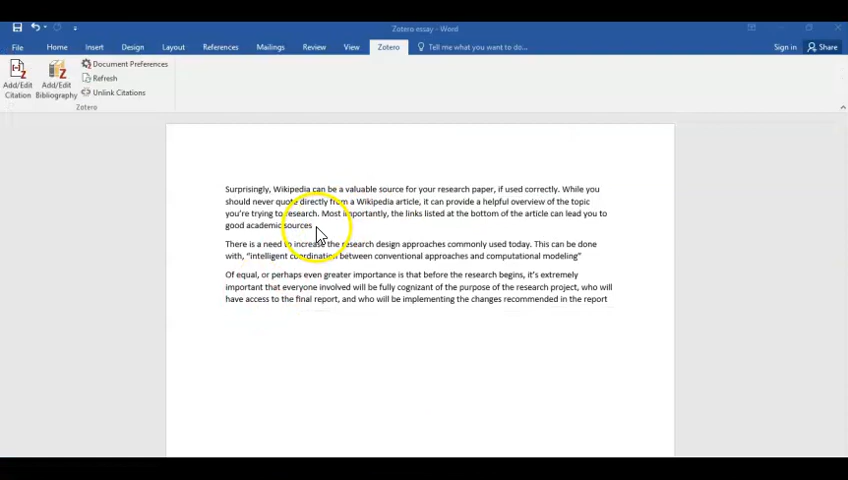 Zotero essay - Word
File Home Insert Design Layout References Mailings Review View Zotero Tell me what you want to do... Sign in Share
Add/Edit Citation
Add/Edit Bibliography
Document Preferences
Refresh
Unlink Citations
Zotero
Surprisingly, Wikipedia can be a valuable source for your research paper, if used correctly. While you
should never quote directly from a Wikipedia article, it can provide a helpful overview of the topic
you're trying to research. Most importantly, the links listed at the bottom of the article can lead you to
good academic sources
There is a need to increase the research design approaches commonly used today. This can be done
with, "intelligent coordination between conventional approaches and computational modeling"
Of equal, or perhaps even greater importance is that before the research begins, it's extremely
important that everyone involved will be fully cognizant of the purpose of the research project, who will
have access to the final report, and who will be implementing the changes recommended in the report